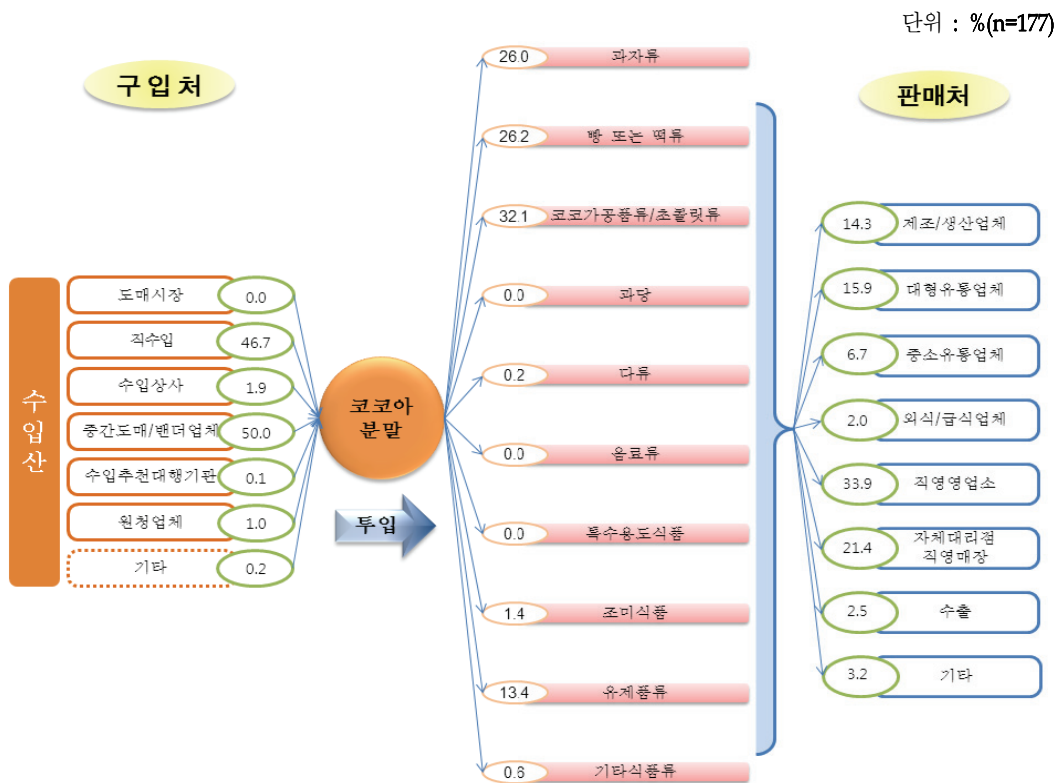 단위 : %(n=177)
구입처
판매처
수입산
도매시장 0.0
직수입 46.7
수입상사 1.9
중간도매/밴더업체 50.0
수입추천대행기관 0.1
원청업체 1.0
기타 0.2
코코아
분말
투입
26.0 과자류
26.2 빵 또는 떡류
32.1 코코가공품류/초콜릿류
0.0 과당
0.2 다류
0.0 음료류
0.0 특수용도식품
1.4 조미식품
13.4 유제품류
0.6 기타식품류
14.3 제조/생산업체
15.9 대형유통업체
6.7 중소유통업체
2.0 외식/급식업체
33.9 직영영업소
21.4 자체대리점
직영매장
2.5 수출
3.2 기타